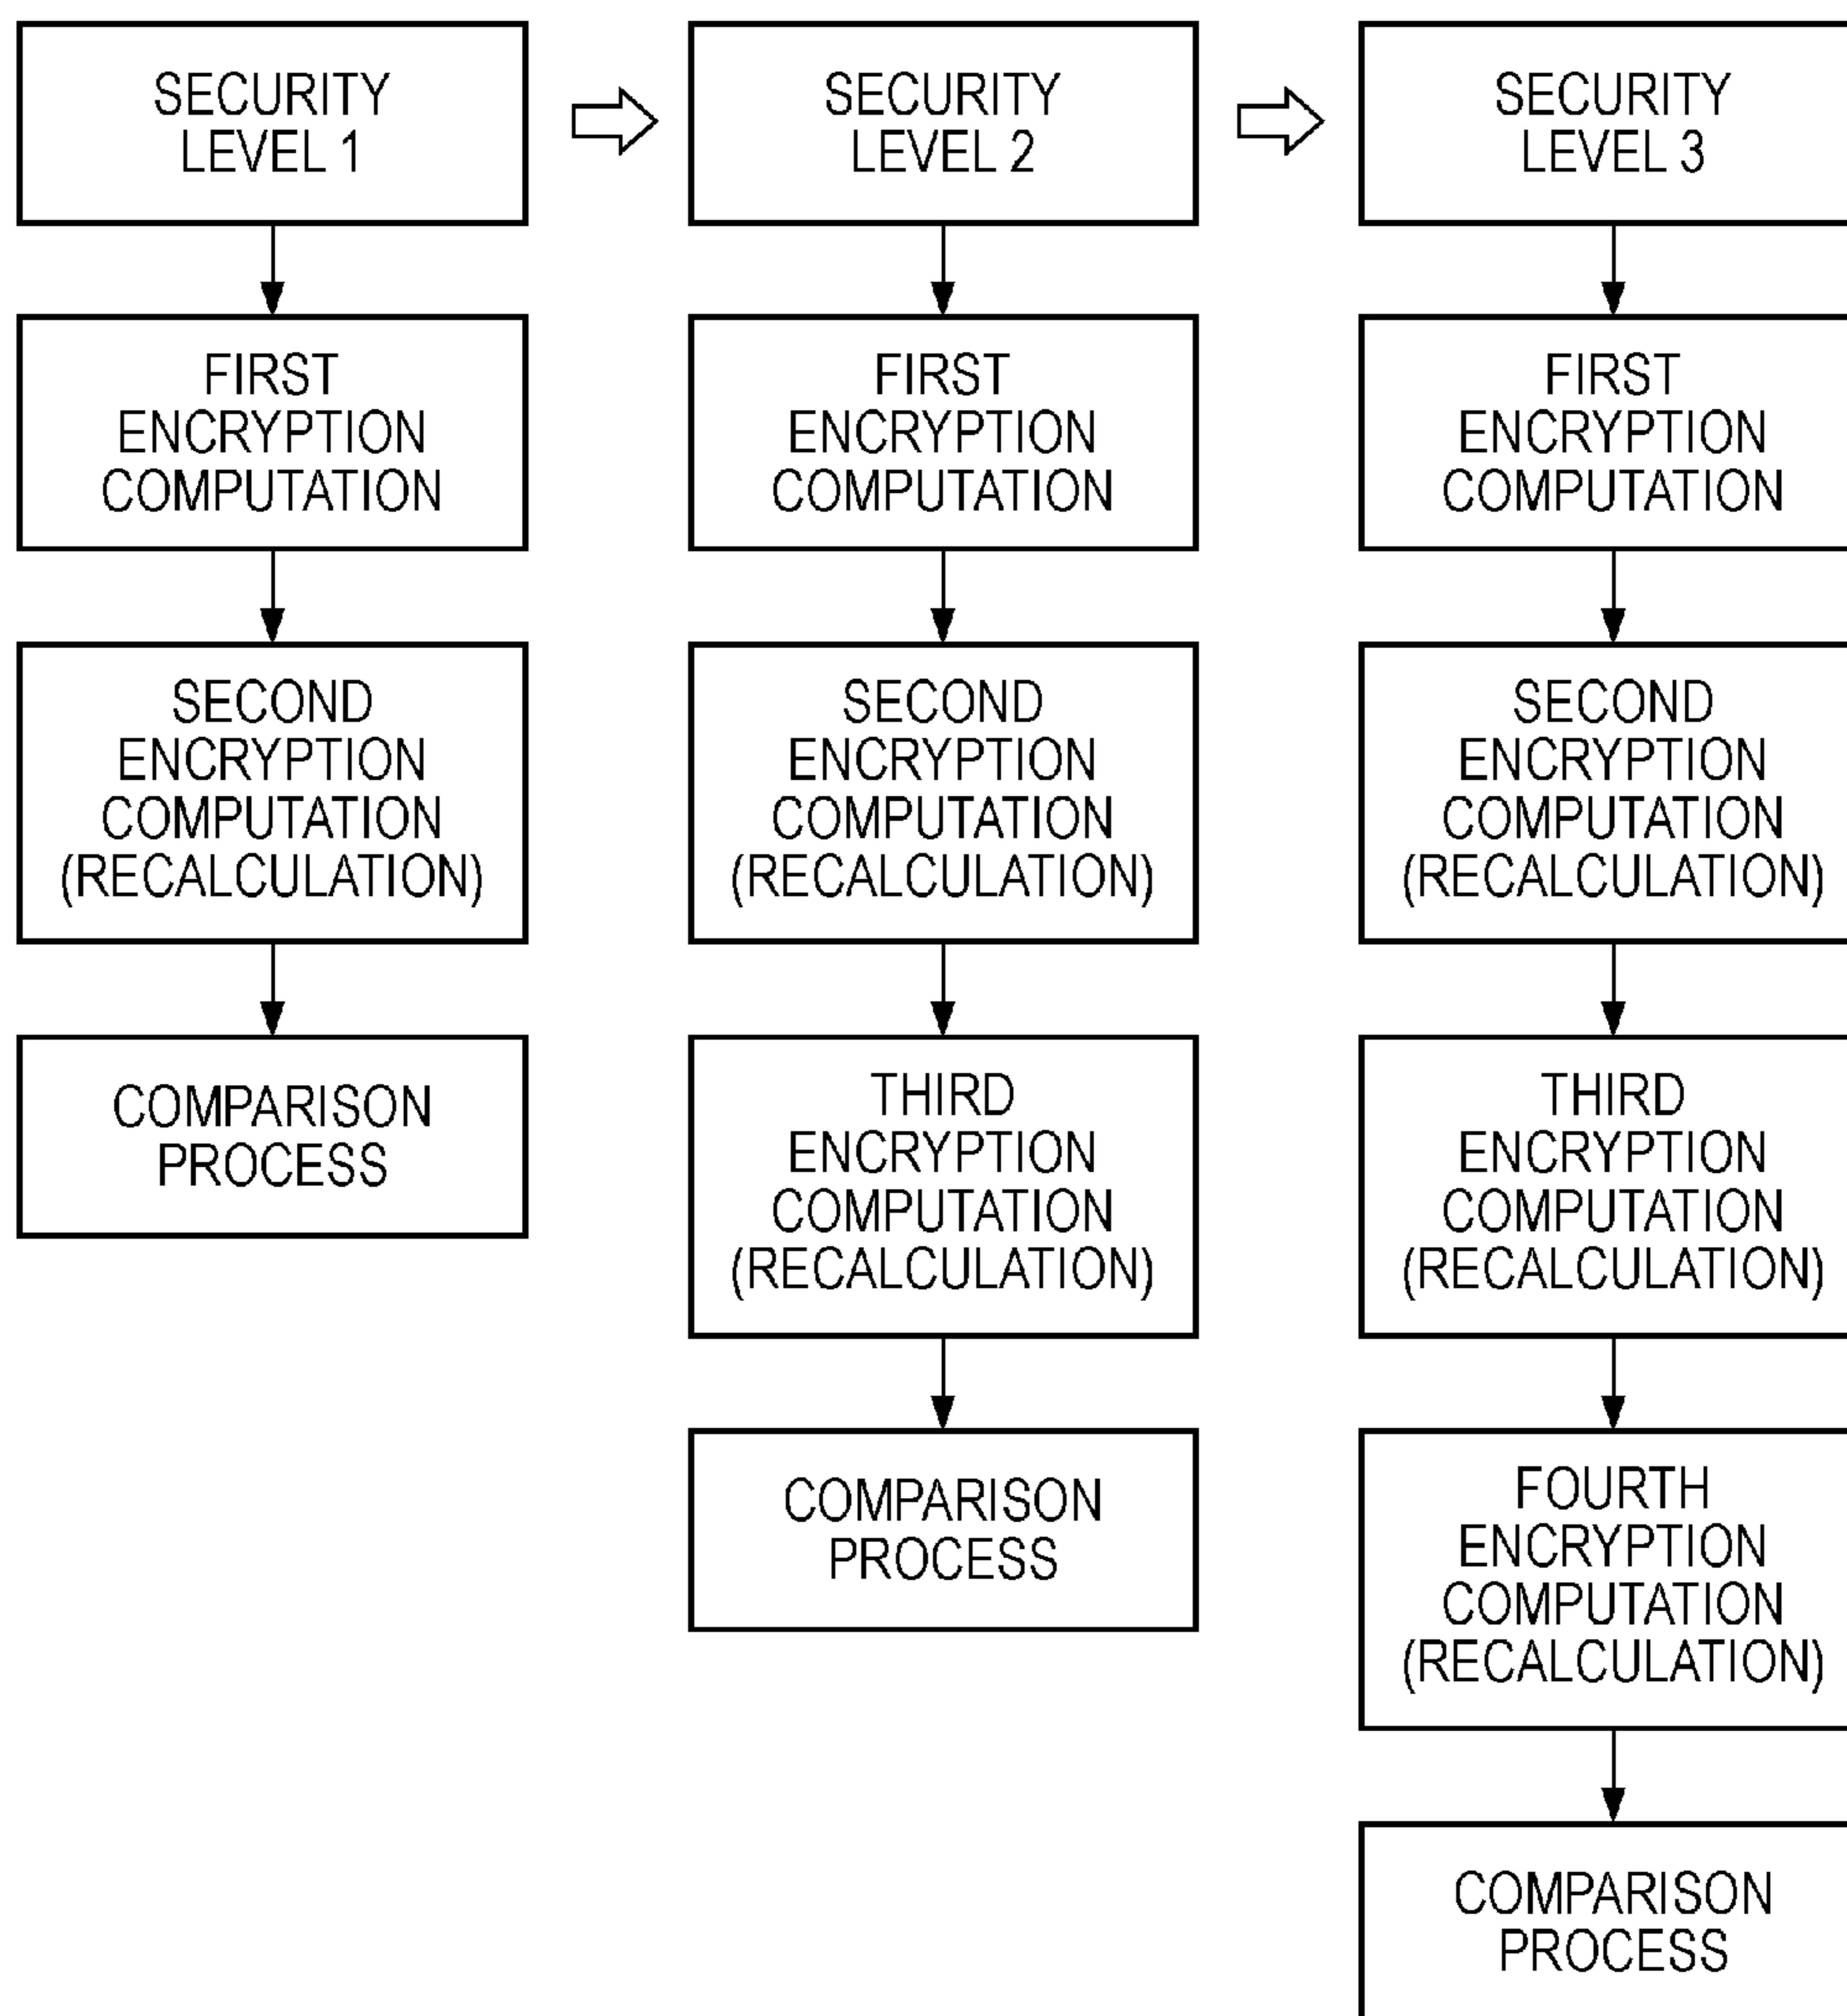 SECURITY
LEVEL 1
FIRST
ENCRYPTION
COMPUTATION
SECOND
ENCRYPTION
COMPUTATION
(RECALCULATION)
COMPARISON
PROCESS
SECURITY
LEVEL 2
FIRST
ENCRYPTION
COMPUTATION
SECOND
ENCRYPTION
COMPUTATION
(RECALCULATION)
THIRD
ENCRYPTION
COMPUTATION
(RECALCULATION)
COMPARISON
PROCESS
SECURITY
LEVEL 3
FIRST
ENCRYPTION
COMPUTATION
SECOND
ENCRYPTION
COMPUTATION
(RECALCULATION)
THIRD
ENCRYPTION
COMPUTATION
(RECALCULATION)
FOURTH
ENCRYPTION
COMPUTATION
(RECALCULATION)
COMPARISON
PROCESS